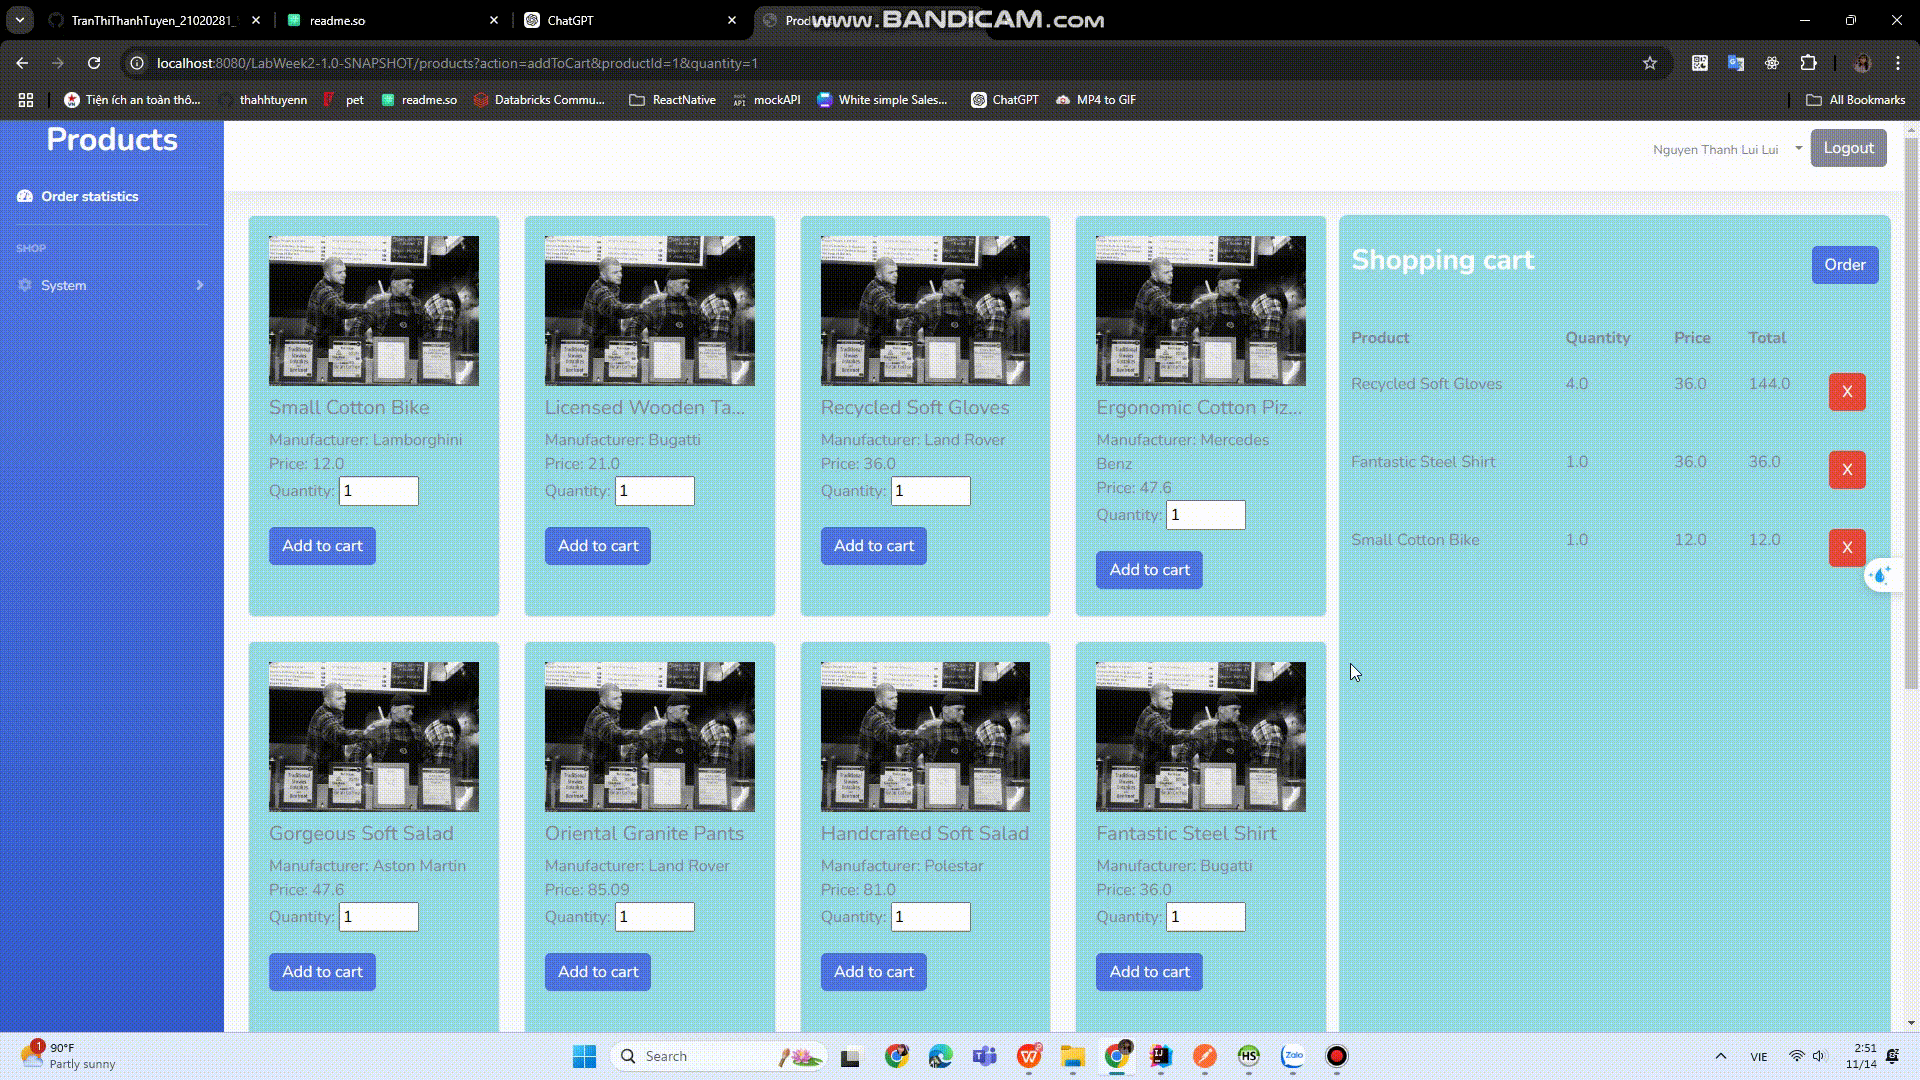 TranThiThanhTuyen_21020281_
readme.so
ChatGPT
Prod
www.BANDICAM.com
localhost:8080/LabWeek2-1.0-SNAPSHOT/products?action=addToCart&productId=1&quantity=1
Tiện ích an toàn thô...
thahhtuyenn
pet
readme.so
Databricks Commu...
ReactNative
mockAPI
White simple Sales...
ChatGPT
MP4 to GIF
All Bookmarks
Products
Order statistics
SHOP
System
Nguyen Thanh Lui Lui
Logout
Small Cotton Bike
Manufacturer: Lamborghini
Price: 12.0
Quantity: 1
Add to cart
Licensed Wooden Ta...
Manufacturer: Bugatti
Price: 21.0
Quantity: 1
Add to cart
Recycled Soft Gloves
Manufacturer: Land Rover
Price: 36.0
Quantity: 1
Add to cart
Ergonomic Cotton Piz...
Manufacturer: Mercedes
Benz
Price: 47.6
Quantity: 1
Add to cart
Shopping cart
Order
Product Quantity Price Total
Recycled Soft Gloves 4.0 36.0 144.0 X
Fantastic Steel Shirt 1.0 36.0 36.0 X
Small Cotton Bike 1.0 12.0 12.0 X
Gorgeous Soft Salad
Manufacturer: Aston Martin
Price: 47.6
Quantity: 1
Add to cart
Oriental Granite Pants
Manufacturer: Land Rover
Price: 85.09
Quantity: 1
Add to cart
Handcrafted Soft Salad
Manufacturer: Polestar
Price: 81.0
Quantity: 1
Add to cart
Fantastic Steel Shirt
Manufacturer: Bugatti
Price: 36.0
Quantity: 1
Add to cart
1
90°F
Partly sunny
Search
HS
Zalo
VIE
2:51
11/14